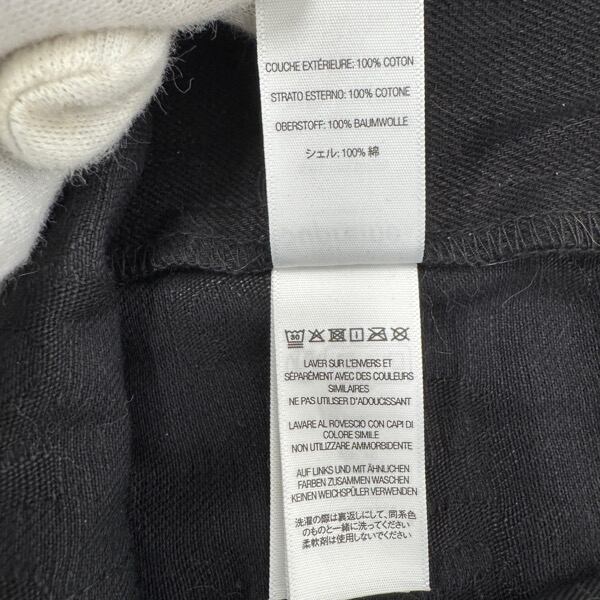 COUCHE EXTÉRIEURE: 100% COTON
STRATO ESTERNO: 100% COTONE
OBERSTOFF: 100% BAUMWOLLE
シェル: 100% 綿
30
LAVER SUR L'ENVERS ET
SÉPARÉMENT AVEC DES COULEURS
SIMILAIRES
NE PAS UTILISER D'ADOUCISSANT
LAVARE AL ROVESCIO CON CAPI DI
COLORE SIMILE
NON UTILIZZARE AMMORBIDENTE
AUF LINKS UND MIT ÄHNLICHEN
FARBEN ZUSAMMEN WASCHEN
KEINEN WEICHSPÜLER VERWENDEN
洗濯の際は裏返しにして、同系色
のものと一緒に洗ってください
柔軟剤は使用しないでください